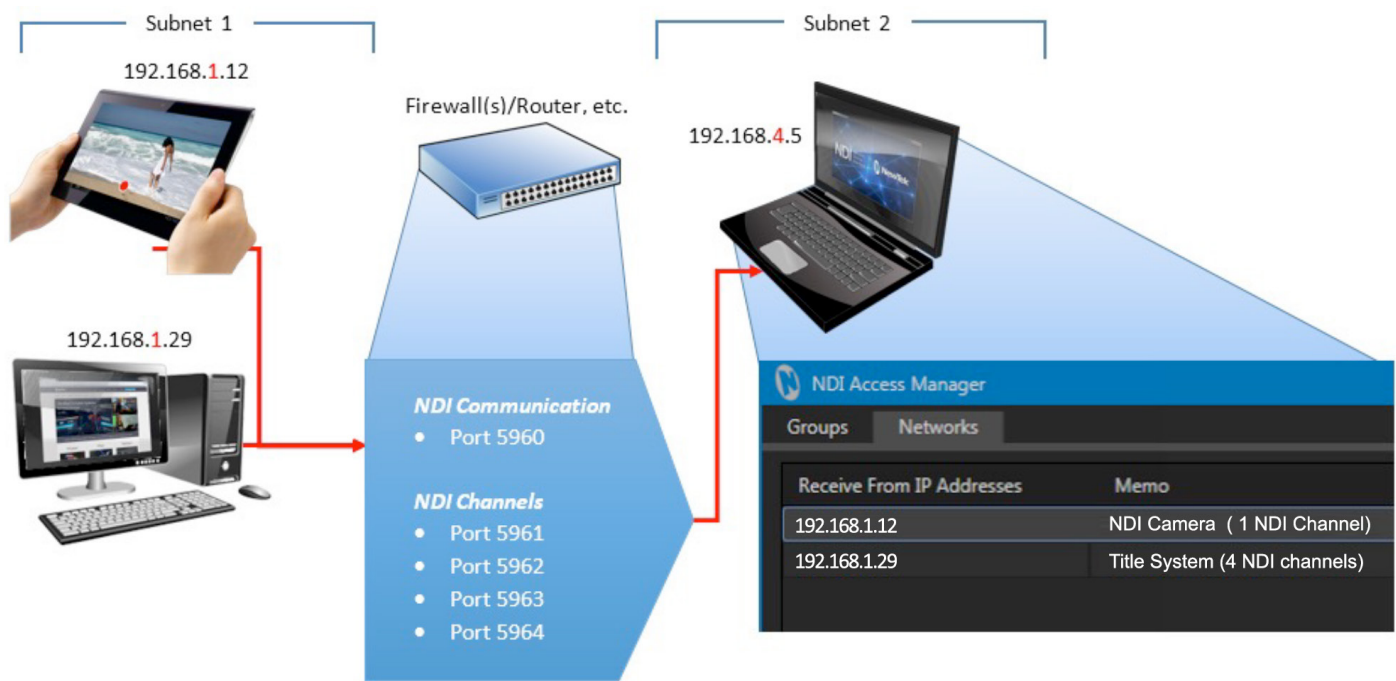 Subnet 1
Subnet 2
192.168.1.12
Firewall(s)/Router, etc.
192.168.4.5
NDI
NewTek
192.168.1.29
NDI Communication
• Port 5960
NDI Channels
• Port 5961
• Port 5962
• Port 5963
• Port 5964
NDI Access Manager
Groups Networks
Receive From IP Addresses Memo
192.168.1.12 NDI Camera ( 1 NDI Channel)
192.168.1.29 Title System (4 NDI channels)